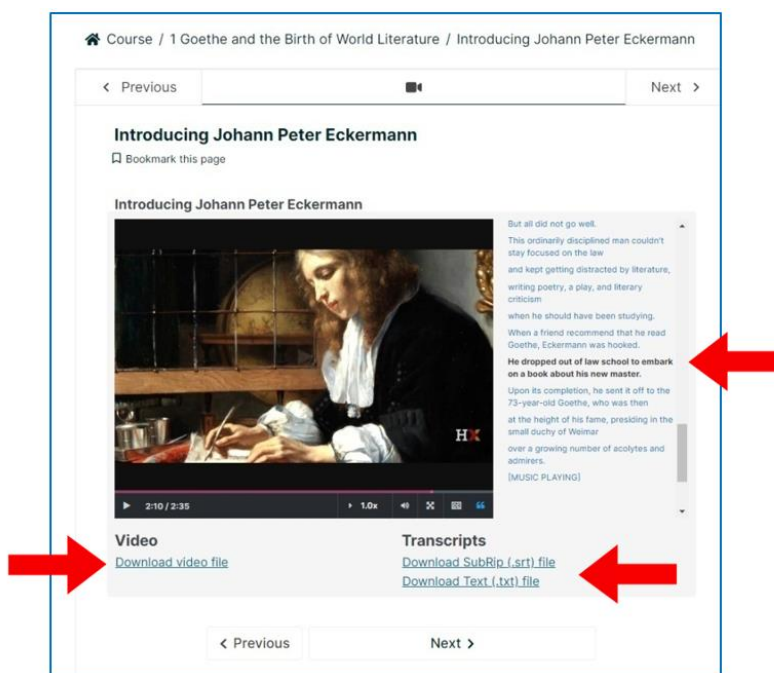 Course / 1 Goethe and the Birth of World Literature / Introducing Johann Peter Eckermann
Previous
Next
Introducing Johann Peter Eckermann
Bookmark this page
Introducing Johann Peter Eckermann
But all did not go well.
This ordinarily disciplined man couldn't
stay focused on the law
and kept getting distracted by literature,
writing poetry, a play, and literary
criticism
when he should have been studying.
When a friend recommend that he read
Goethe, Eckermann was hooked.
He dropped out of law school to embark
on a book about his new master.
Upon its completion, he sent it off to the
73-year-old Goethe, who was then
at the height of his fame, presiding in the
small duchy of Weimar
over a growing number of acolytes and
admirers.
[MUSIC PLAYING]
HX
2:10 / 2:35
1.0x
Video
Download video file
Transcripts
Download SubRip (.srt) file
Download Text (.txt) file
Previous
Next